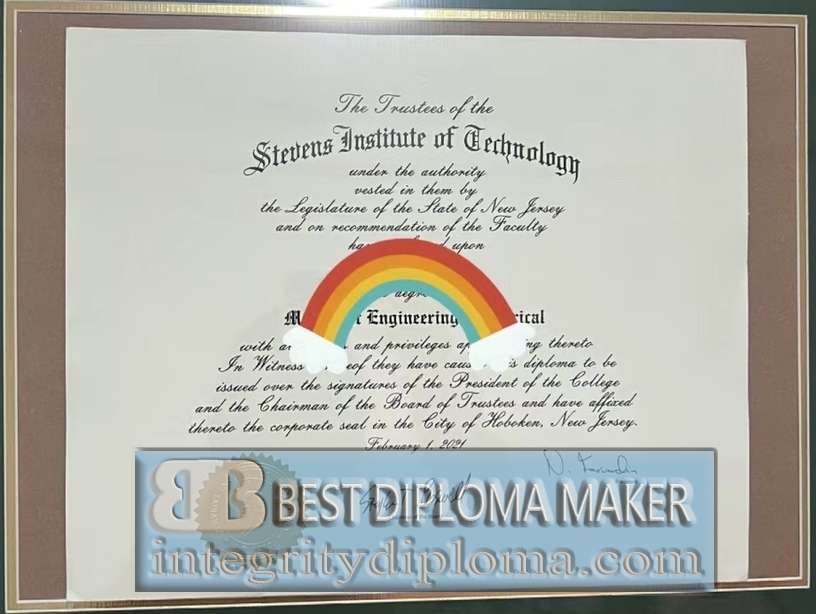 The Trustees of the
Stevens Institute of Technology
under the authority
vested in them by
the Legislature of the State of New Jersey
and on recommendation of the Faculty
upon
Engineering
with and privileges thereto
In Witness they have diploma to be
issued over the signatures of the President of the College
and the Chairman of the Board of Trustees and have affixed
thereto the corporate seal in the City of Hoboken, New Jersey.
February 1, 2021
BB BEST DIPLOMA MAKER
integritydiploma.com